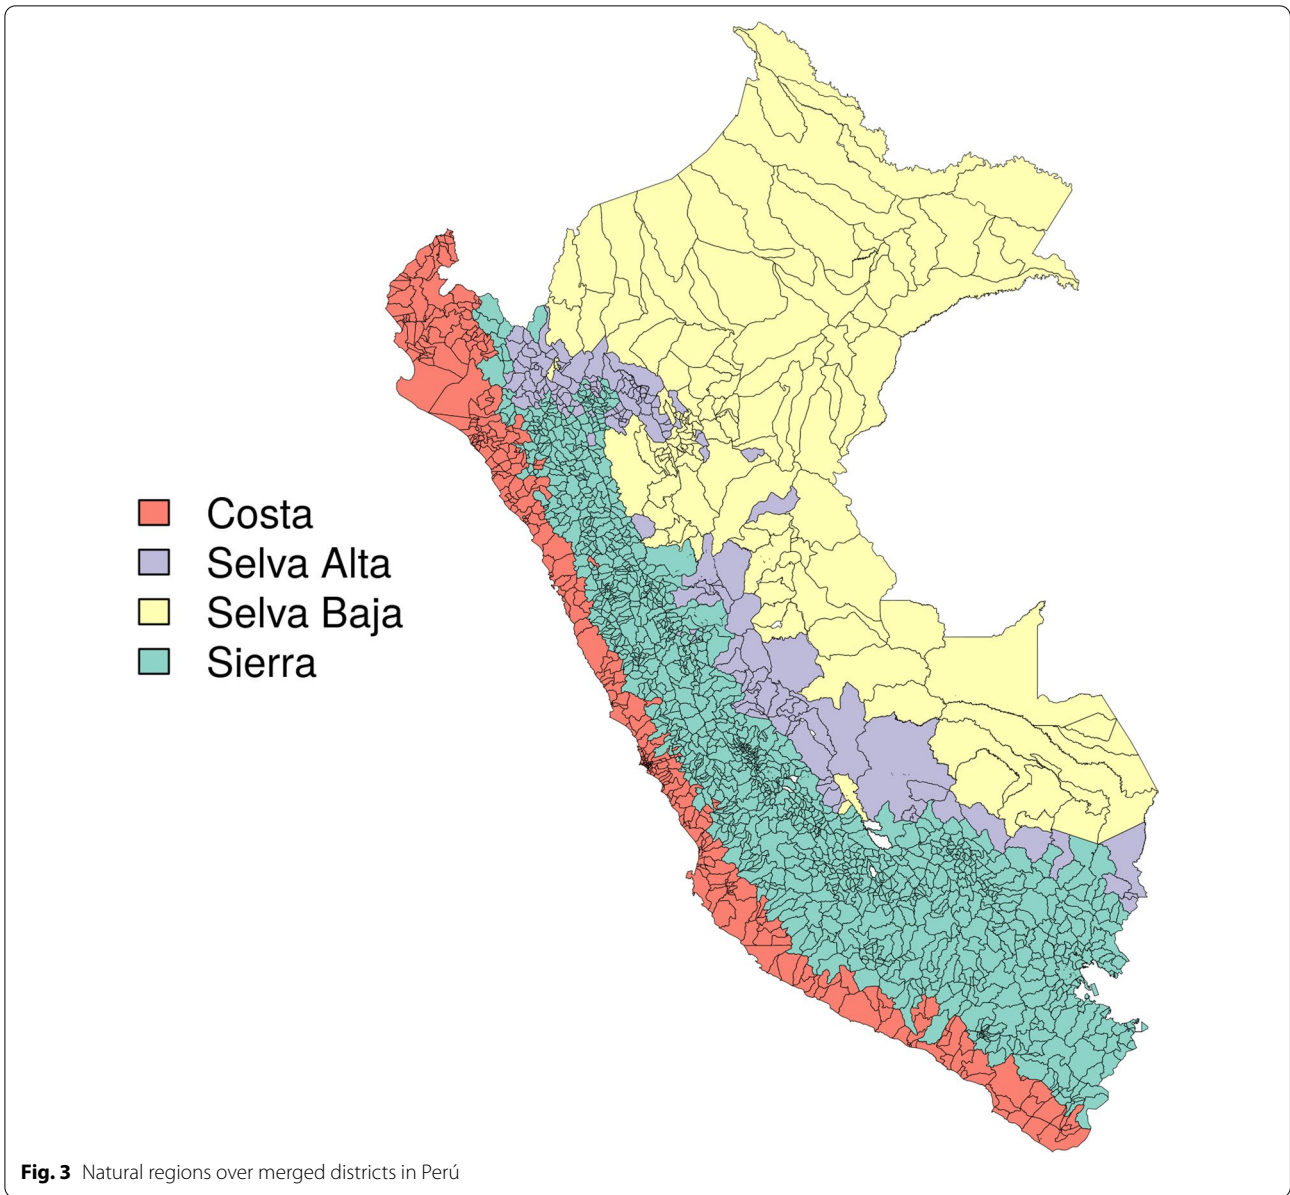 Costa
Selva Alta
Selva Baja
Sierra
Fig. 3 Natural regions over merged districts in Perú